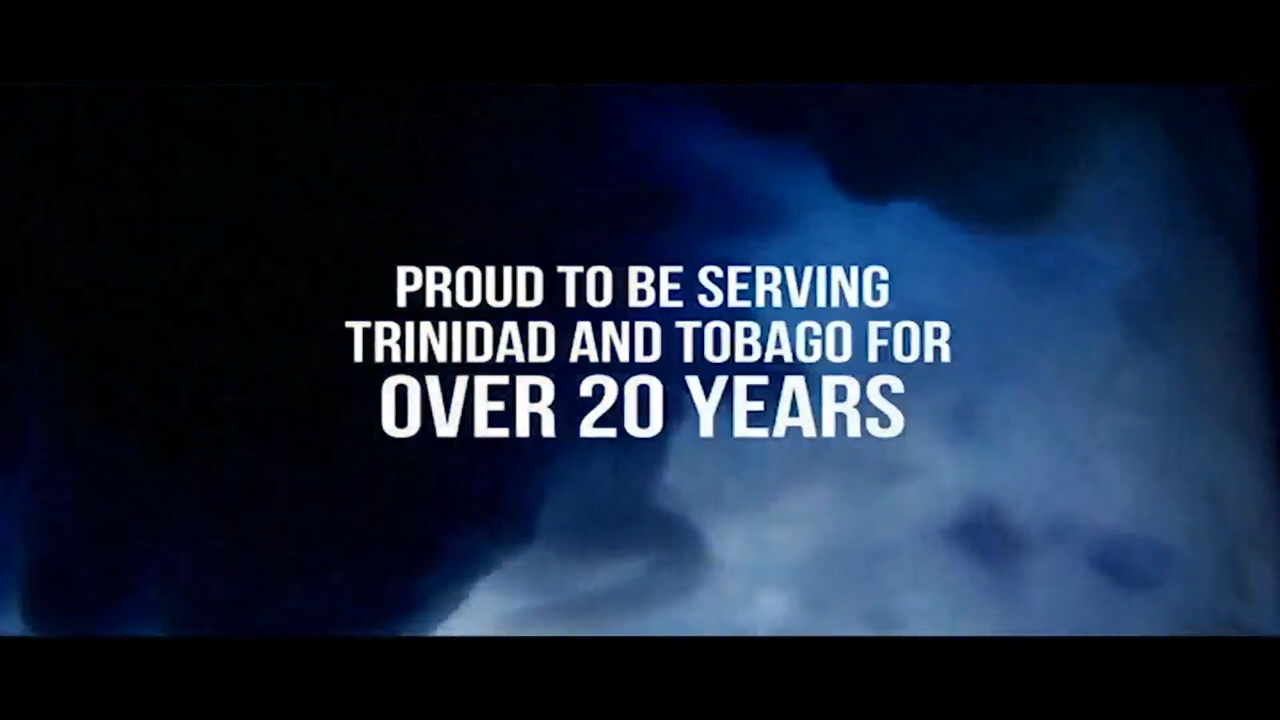 PROUD TO BE SERVING
TRINIDAD AND TOBAGO FOR
OVER 20 YEARS